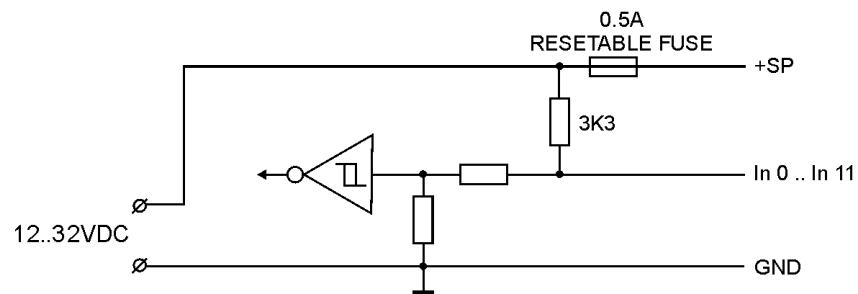 0.5A
RESETABLE FUSE
+SP
3K3
In 0 .. In 11
12..32VDC
GND